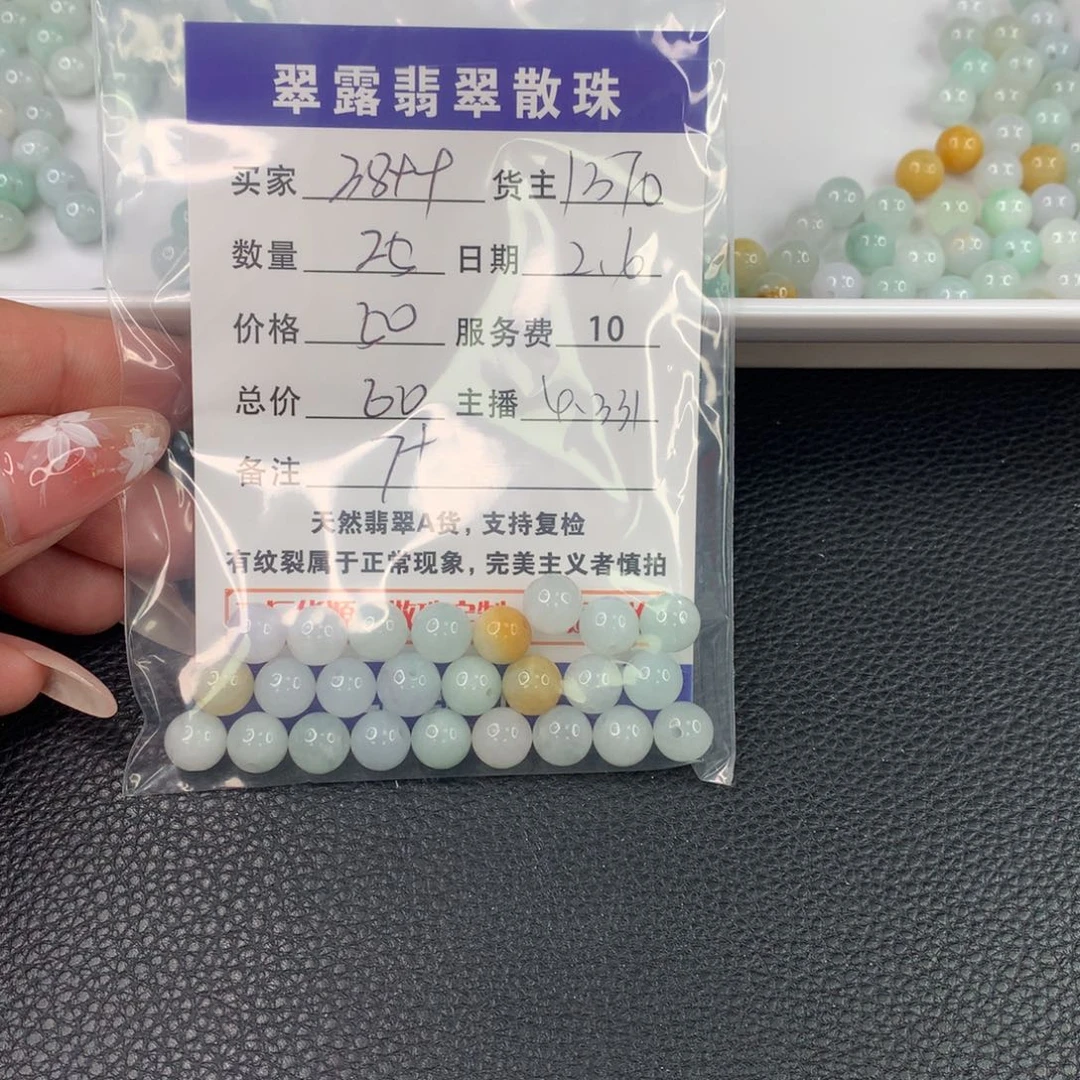 翠露翡翠散珠
买家 3844 货主 1370
数量 25 日期 2.6
价格 50 服务费 10
总价 60 主播 6.331
备注 7+
天然翡翠A货，支持复检
有纹裂属于正常现象，完美主义者慎拍